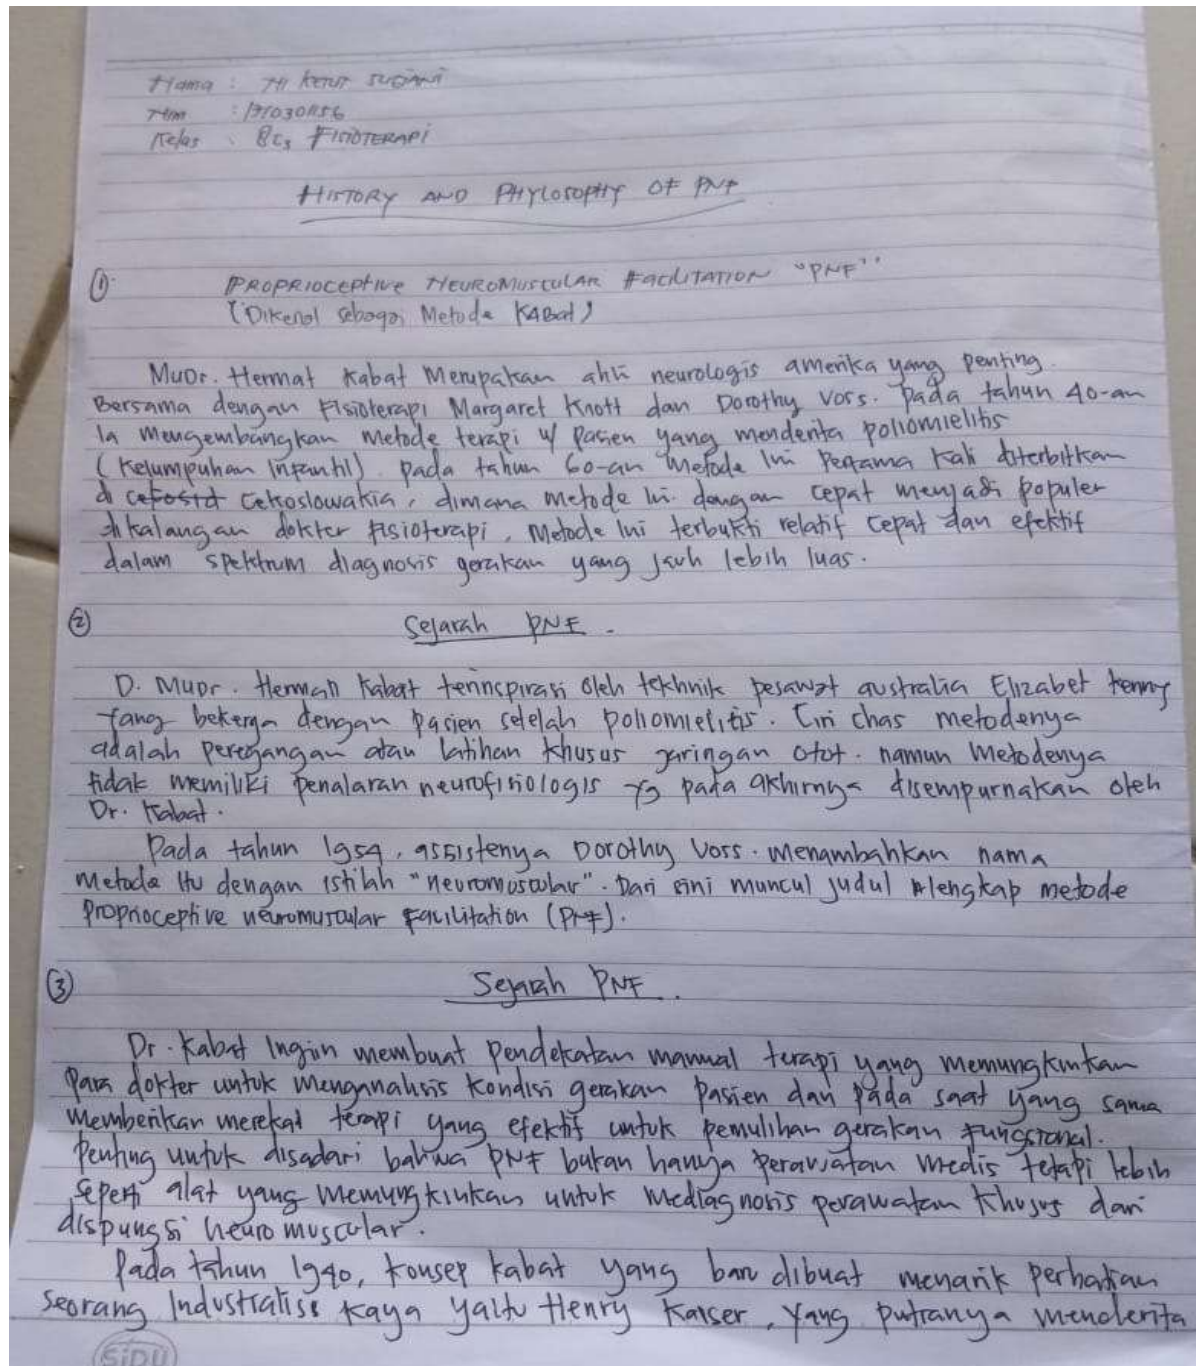 Nama : NI KETUT SUDIANI
Nim :
Kelas : FISIOTERAPI
HISTORY AND PHYLOSOPHY OF PNF
① PROPRIOCEPTIVE NEUROMUSCULAR FACILITATION "PNF"
(Dikenal sebagai Metode KABAT)
MUDr. Hermat Kabat Merupakan ahli neurologis amerika yang penting.
Bersama dengan Fisioterapi Margaret Knott dan Dorothy Voss. Pada tahun 40-an
Ia mengembangkan metode terapi u/ Pasien yang menderita poliomielitis
(Kelumpuhan Infantil). pada tahun 60-an Metode Ini Pertama Kali diterbitkan
di Cekoslowakia, dimana metode Ini dengan cepat menjadi populer
di kalangan dokter Fisioterapi, Metode Ini terbukti relatif cepat dan efektif
dalam spektrum diagnosis gerakan yang jauh lebih luas.
② Sejarah PNF.
D. MUDr. Herman Kabat terinspirasi Oleh tekhnik pesawat australia Elizabet Kenny
Yang bekerja dengan pasien setelah poliomielitis. Ciri chas metodenya
adalah peregangan atau latihan khusus jaringan otot. namun Metodenya
tidak memiliki penalaran neurofisiologis yg pada akhirnya disempurnakan oleh
Dr. Kabat.
Pada tahun 1954, assistenya Dorothy Voss. menambahkan nama
metode Itu dengan istilah "neuromuscular". Dari sini muncul judul lengkap metode
Proprioceptive neuromuscular Facilitation (PNF).
③ Sejarah PNF.
Dr. Kabat Ingin membuat pendekatan manual terapi yang memungkinkan
Para dokter untuk menganalisis Kondisi gerakan Pasien dan pada saat yang sama
memberikan merekat terapi yang efektif untuk pemulihan gerakan Fungsional.
Penting untuk disadari bahwa PNF bukan hanya perawatan medis tetapi lebih
seperti alat yang memungkinkan untuk mediagnosis perawatan Khusus dari
dispungsi neuro muscular.
Pada tahun 1940, Konsep Kabat yang baru dibuat menarik perhatian
Seorang Industralise Kaya yaitu Henry Kaiser, yang putranya menderita
SiDU